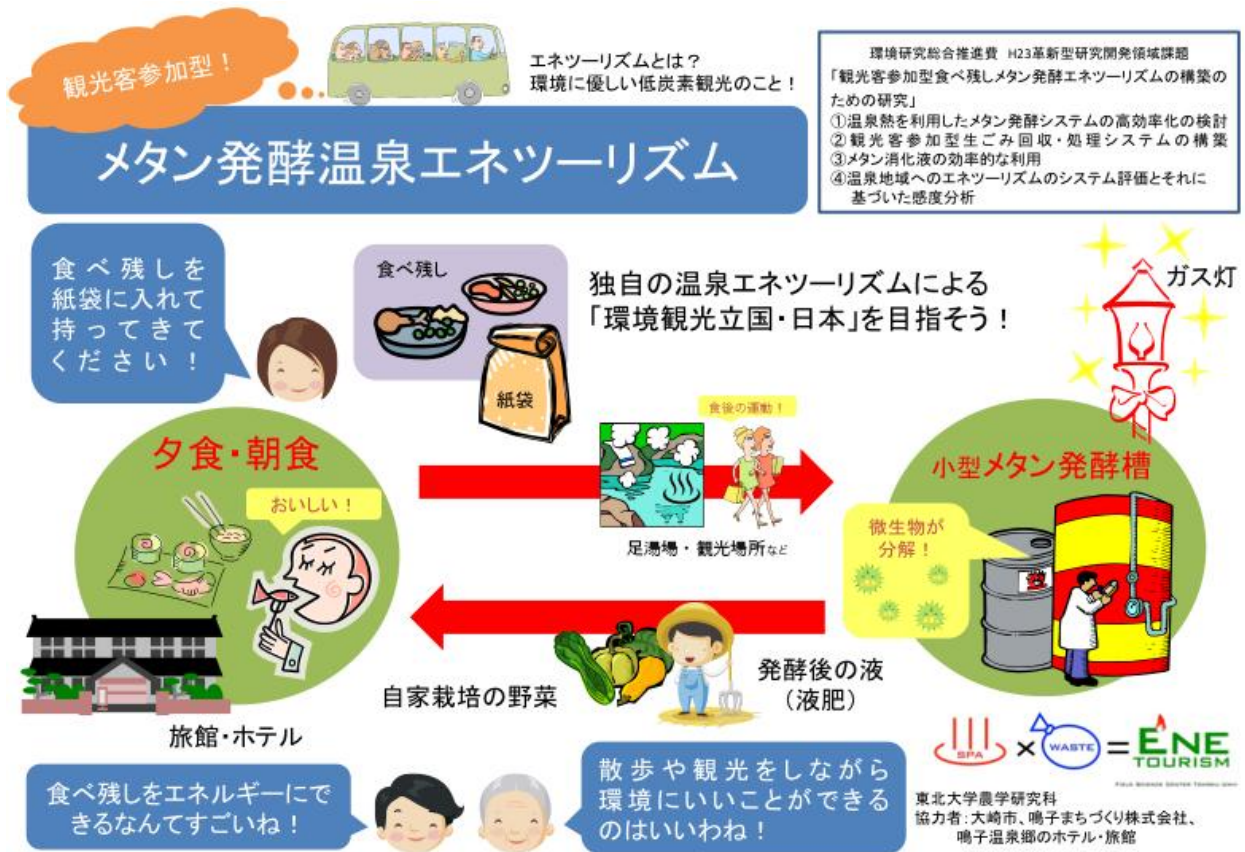 観光客参加型!
エネツーリズムとは?
環境に優しい低炭素観光のこと!
メタン発酵温泉エネツーリズム
環境研究総合推進費 H23革新型研究開発領域課題
「観光客参加型食べ残しメタン発酵エネツーリズムの構築の
ための研究」
①温泉熱を利用したメタン発酵システムの高効率化の検討
②観光客参加型生ごみ回収・処理システムの構築
③メタン消化液の効率的な利用
④温泉地域へのエネツーリズムのシステム評価とそれに
基づいた感度分析
食べ残しを
紙袋に入れて
持ってきて
ください!
食べ残し
紙袋
独自の温泉エネツーリズムによる
「環境観光立国・日本」を目指そう!
ガス灯
夕食・朝食
おいしい!
食後の運動!
足湯場・観光場所など
小型メタン発酵槽
微生物が
分解!
自家栽培の野菜
発酵後の液
(液肥)
旅館・ホテル
食べ残しをエネルギーにで
きるなんてすごいね!
散歩や観光をしながら
環境にいいことができる
のはいいわね!
SPA × WASTE = ENE
TOURISM
FIELD SCIENCE CENTER TOHOKU UNIV
東北大学農学研究科
協力者:大崎市、鳴子まちづくり株式会社、
鳴子温泉郷のホテル・旅館